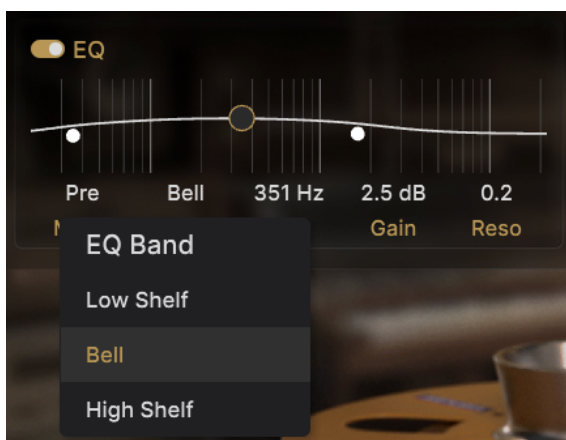 EQ
Pre Bell 351 Hz 2.5 dB 0.2
Gain Reso
EQ Band
Low Shelf
Bell
High Shelf